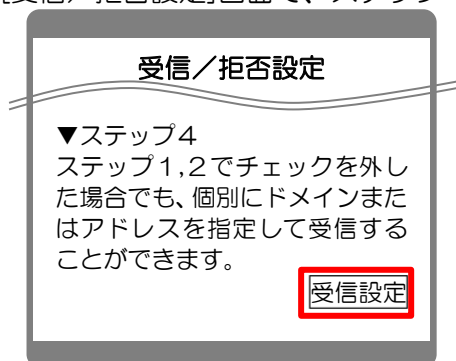 [受信／拒否設定]画面で、ステップ
受信／拒否設定
▼ステップ４
ステップ１,２でチェックを外し
た場合でも、個別にドメインまた
はアドレスを指定して受信する
ことができます。
受信設定